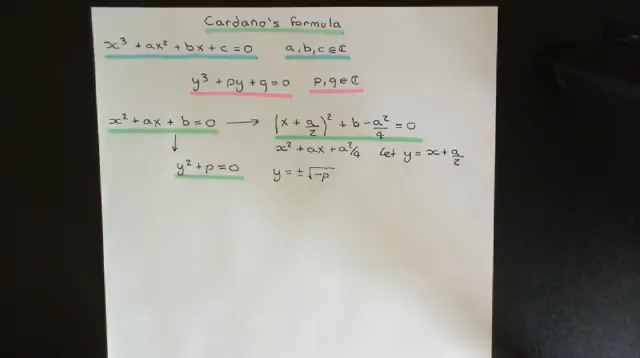 Cardano's formula
x³ + ax² + bx + c = 0 a, b, c ∈ ℂ
y³ + py + q = 0 p, q ∈ ℂ
x² + ax + b = 0 → (x + a/2)² + b - a²/4 = 0
x² + ax + a²/4 Let y = x + a/2
↓
y² + p = 0 y = ± √-p